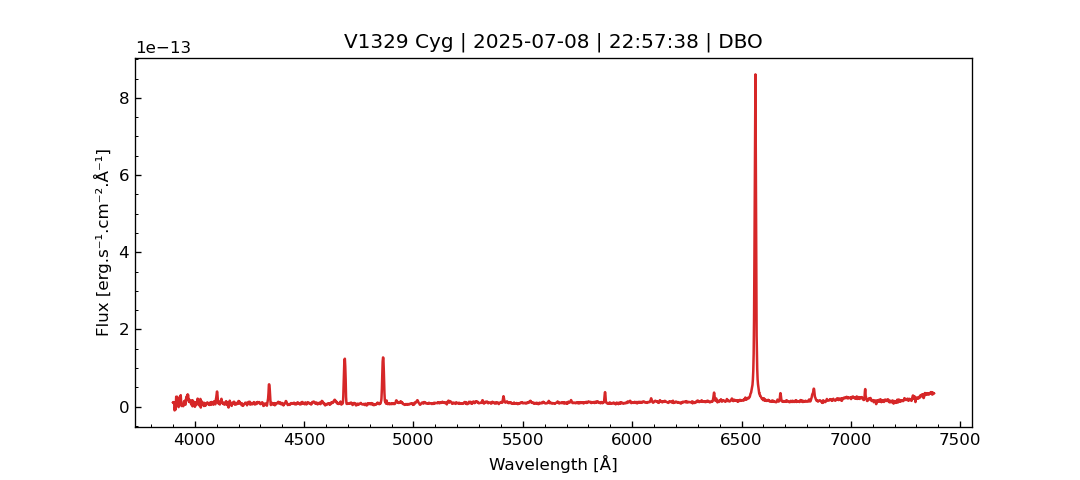 V1329 Cyg | 2025-07-08 | 22:57:38 | DBO
1e−13
8
6
4
2
0
Flux [erg.s⁻¹.cm⁻².Å⁻¹]
4000 4500 5000 5500 6000 6500 7000 7500
Wavelength [Å]